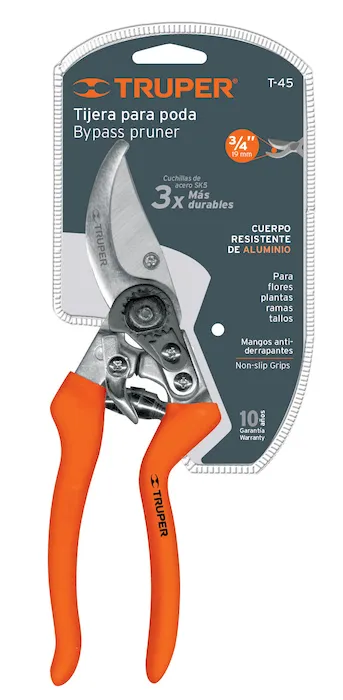 TRUPER®
T-45
Tijera para poda
Bypass pruner
3/4"
19 mm
Cuchillas de
acero SK5
3x Más
durables
CUERPO
RESISTENTE
DE ALUMINIO
Para
flores
plantas
ramas
tallos
Mangos anti-
derrapantes
Non-slip Grips
10 años
Garantía
Warranty
TRUPER
TRUPER